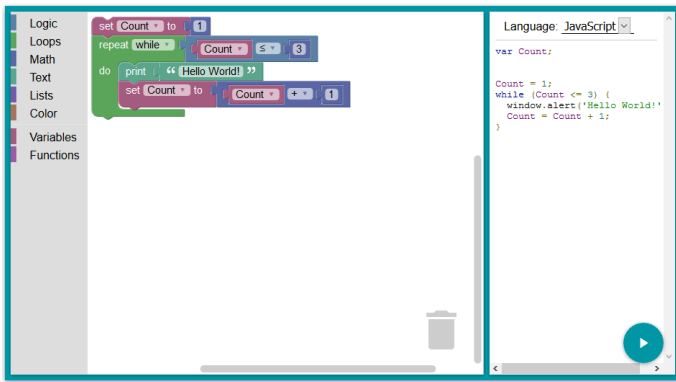 Logic
Loops
Math
Text
Lists
Color
Variables
Functions
set Count to 1
repeat while Count ≤ 3
do print “ Hello World! ”
set Count to Count + 1
Language: JavaScript
var Count;
Count = 1;
while (Count <= 3) {
window.alert('Hello World!'
Count = Count + 1;
}